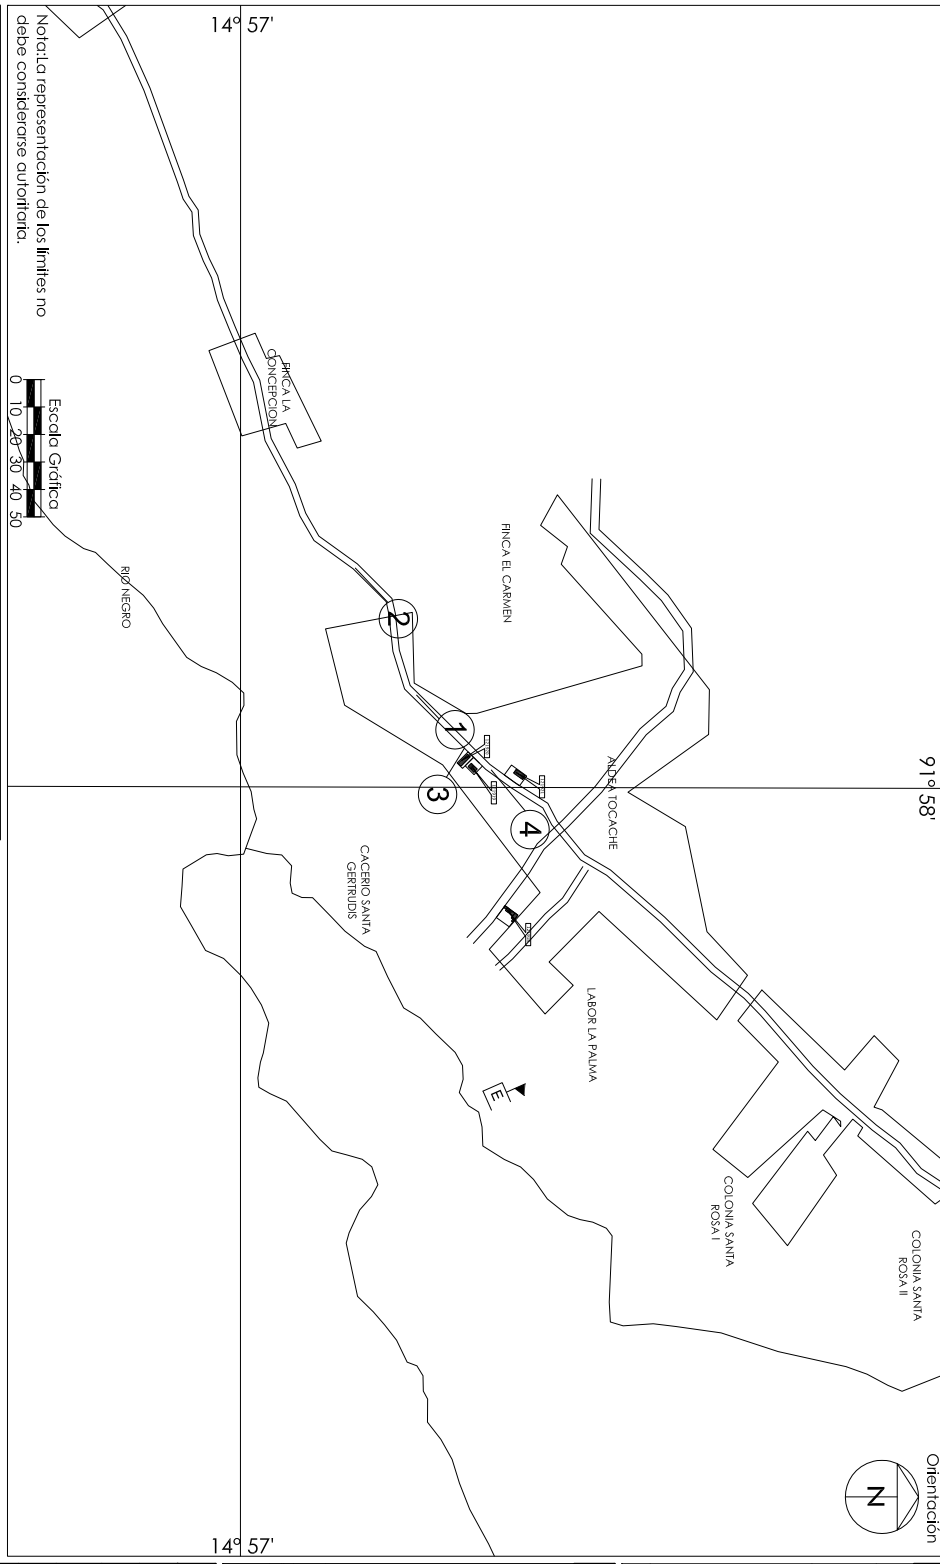 14° 57'
91° 58'
Orientación
N
COLONIA SANTA
ROSA II
COLONIA SANTA
ROSA I
ALDEA TOCACHE
LABOR LA PALMA
FINCA EL CARMEN
E
4
1
3
2
CACERIO SANTA
GERTRUDIS
FINCA LA
CONCEPCION
14° 57'
RIO NEGRO
Escala Gráfica
0 10 20 30 40 50
Nota:La representación de los límites no
debe considerarse autoritaria.